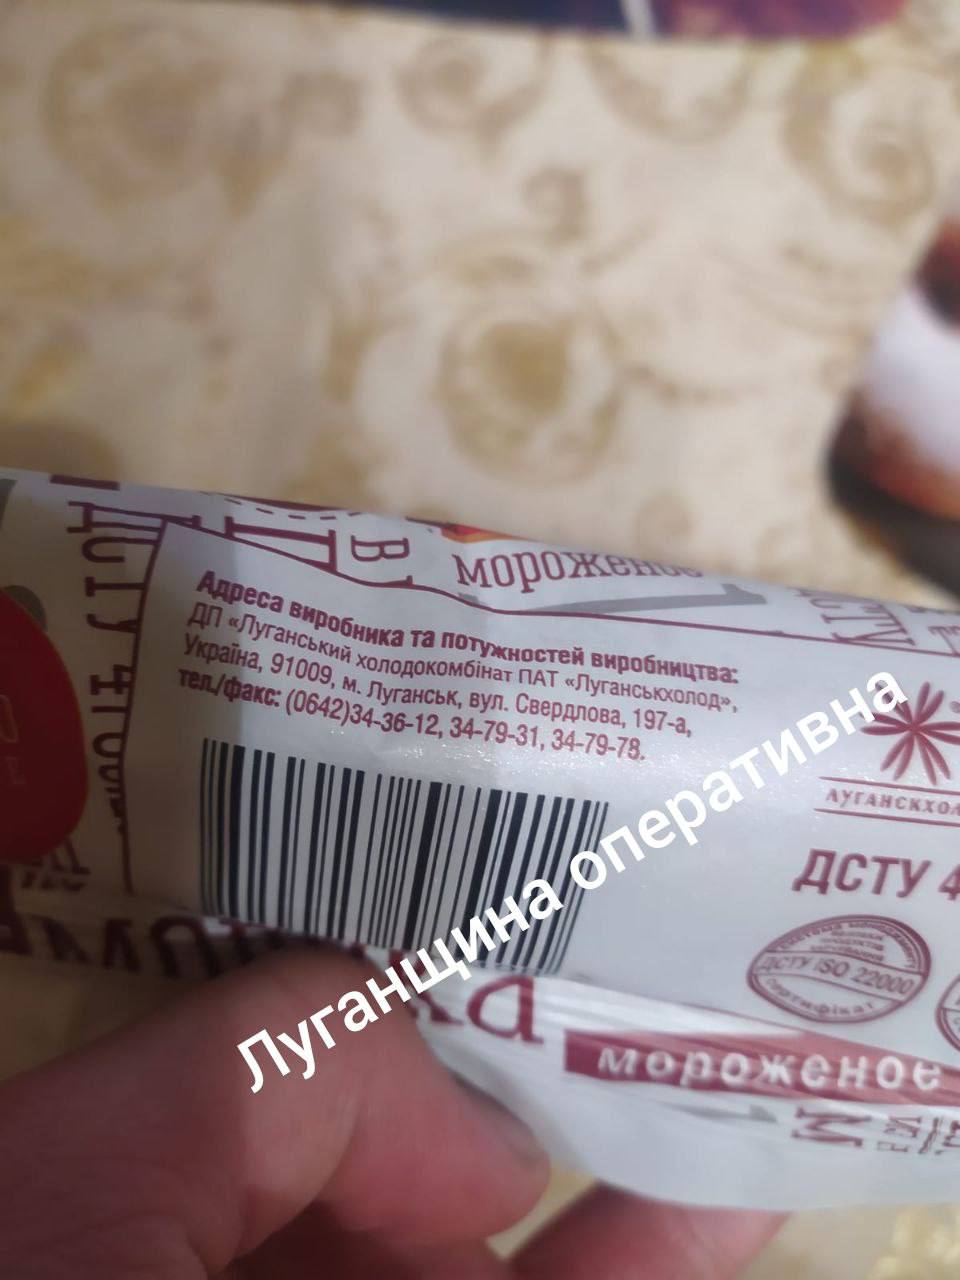 мороженое
Адреса виробника та потужностей виробництва:
ДП «Луганський холодокомбінат ПАТ «Луганськхолод»,
Україна, 91009, м. Луганськ, вул. Свердлова, 197-а,
тел./факс: (0642)34-36-12, 34-79-31, 34-79-78.
Луганщина оперативна
ДСТУ 4
ДСТУ ISO 22000
сертифікат
мороженое